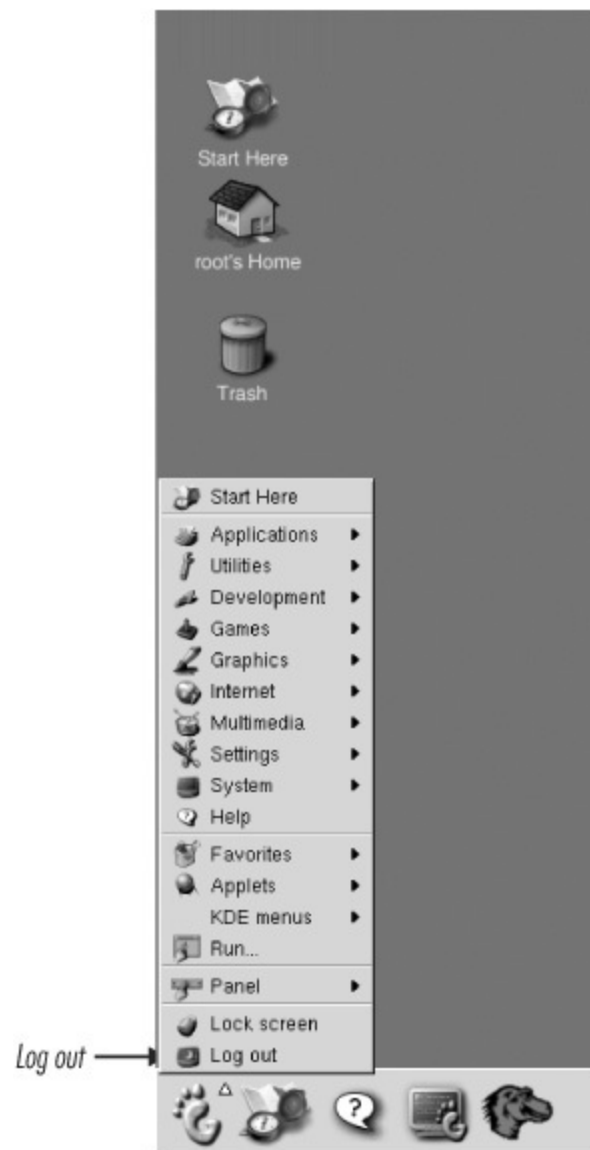 Start Here
root's Home
Trash
Start Here
Applications
Utilities
Development
Games
Graphics
Internet
Multimedia
Settings
System
Help
Favorites
Applets
KDE menus
Run...
Panel
Lock screen
Log out
Log out